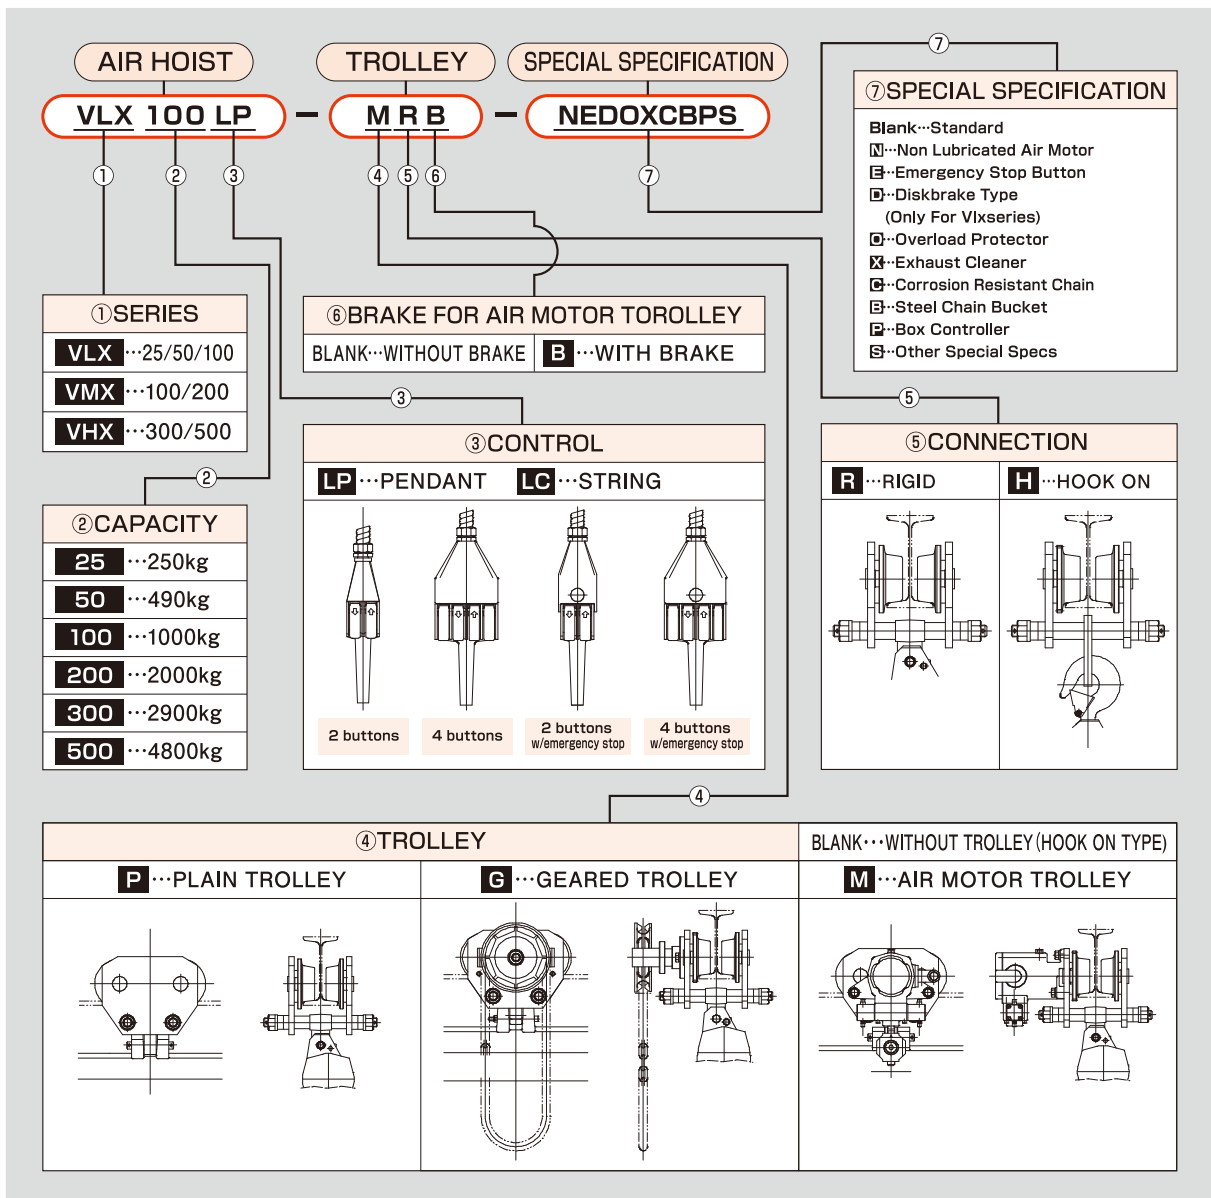 AIR HOIST
TROLLEY
SPECIAL SPECIFICATION
VLX 100 LP – M R B – NEDOXCBPS
① ② ③ ④ ⑤ ⑥ ⑦
⑦
⑦SPECIAL SPECIFICATION
Blank…Standard
N…Non Lubricated Air Motor
E…Emergency Stop Button
D…Diskbrake Type
(Only For Vlxseries)
O…Overload Protector
X…Exhaust Cleaner
C…Corrosion Resistant Chain
B…Steel Chain Bucket
P…Box Controller
S…Other Special Specs
①SERIES
VLX…25/50/100
VMX…100/200
VHX…300/500
②
②CAPACITY
25…250kg
50…490kg
100…1000kg
200…2000kg
300…2900kg
500…4800kg
⑥BRAKE FOR AIR MOTOR TOROLLEY
BLANK…WITHOUT BRAKE
B…WITH BRAKE
③
③CONTROL
LP…PENDANT
LC…STRING
2 buttons
4 buttons
2 buttons
w/emergency stop
4 buttons
w/emergency stop
⑤
⑤CONNECTION
R…RIGID
H…HOOK ON
④
④TROLLEY
BLANK…WITHOUT TROLLEY(HOOK ON TYPE)
P…PLAIN TROLLEY
G…GEARED TROLLEY
M…AIR MOTOR TROLLEY